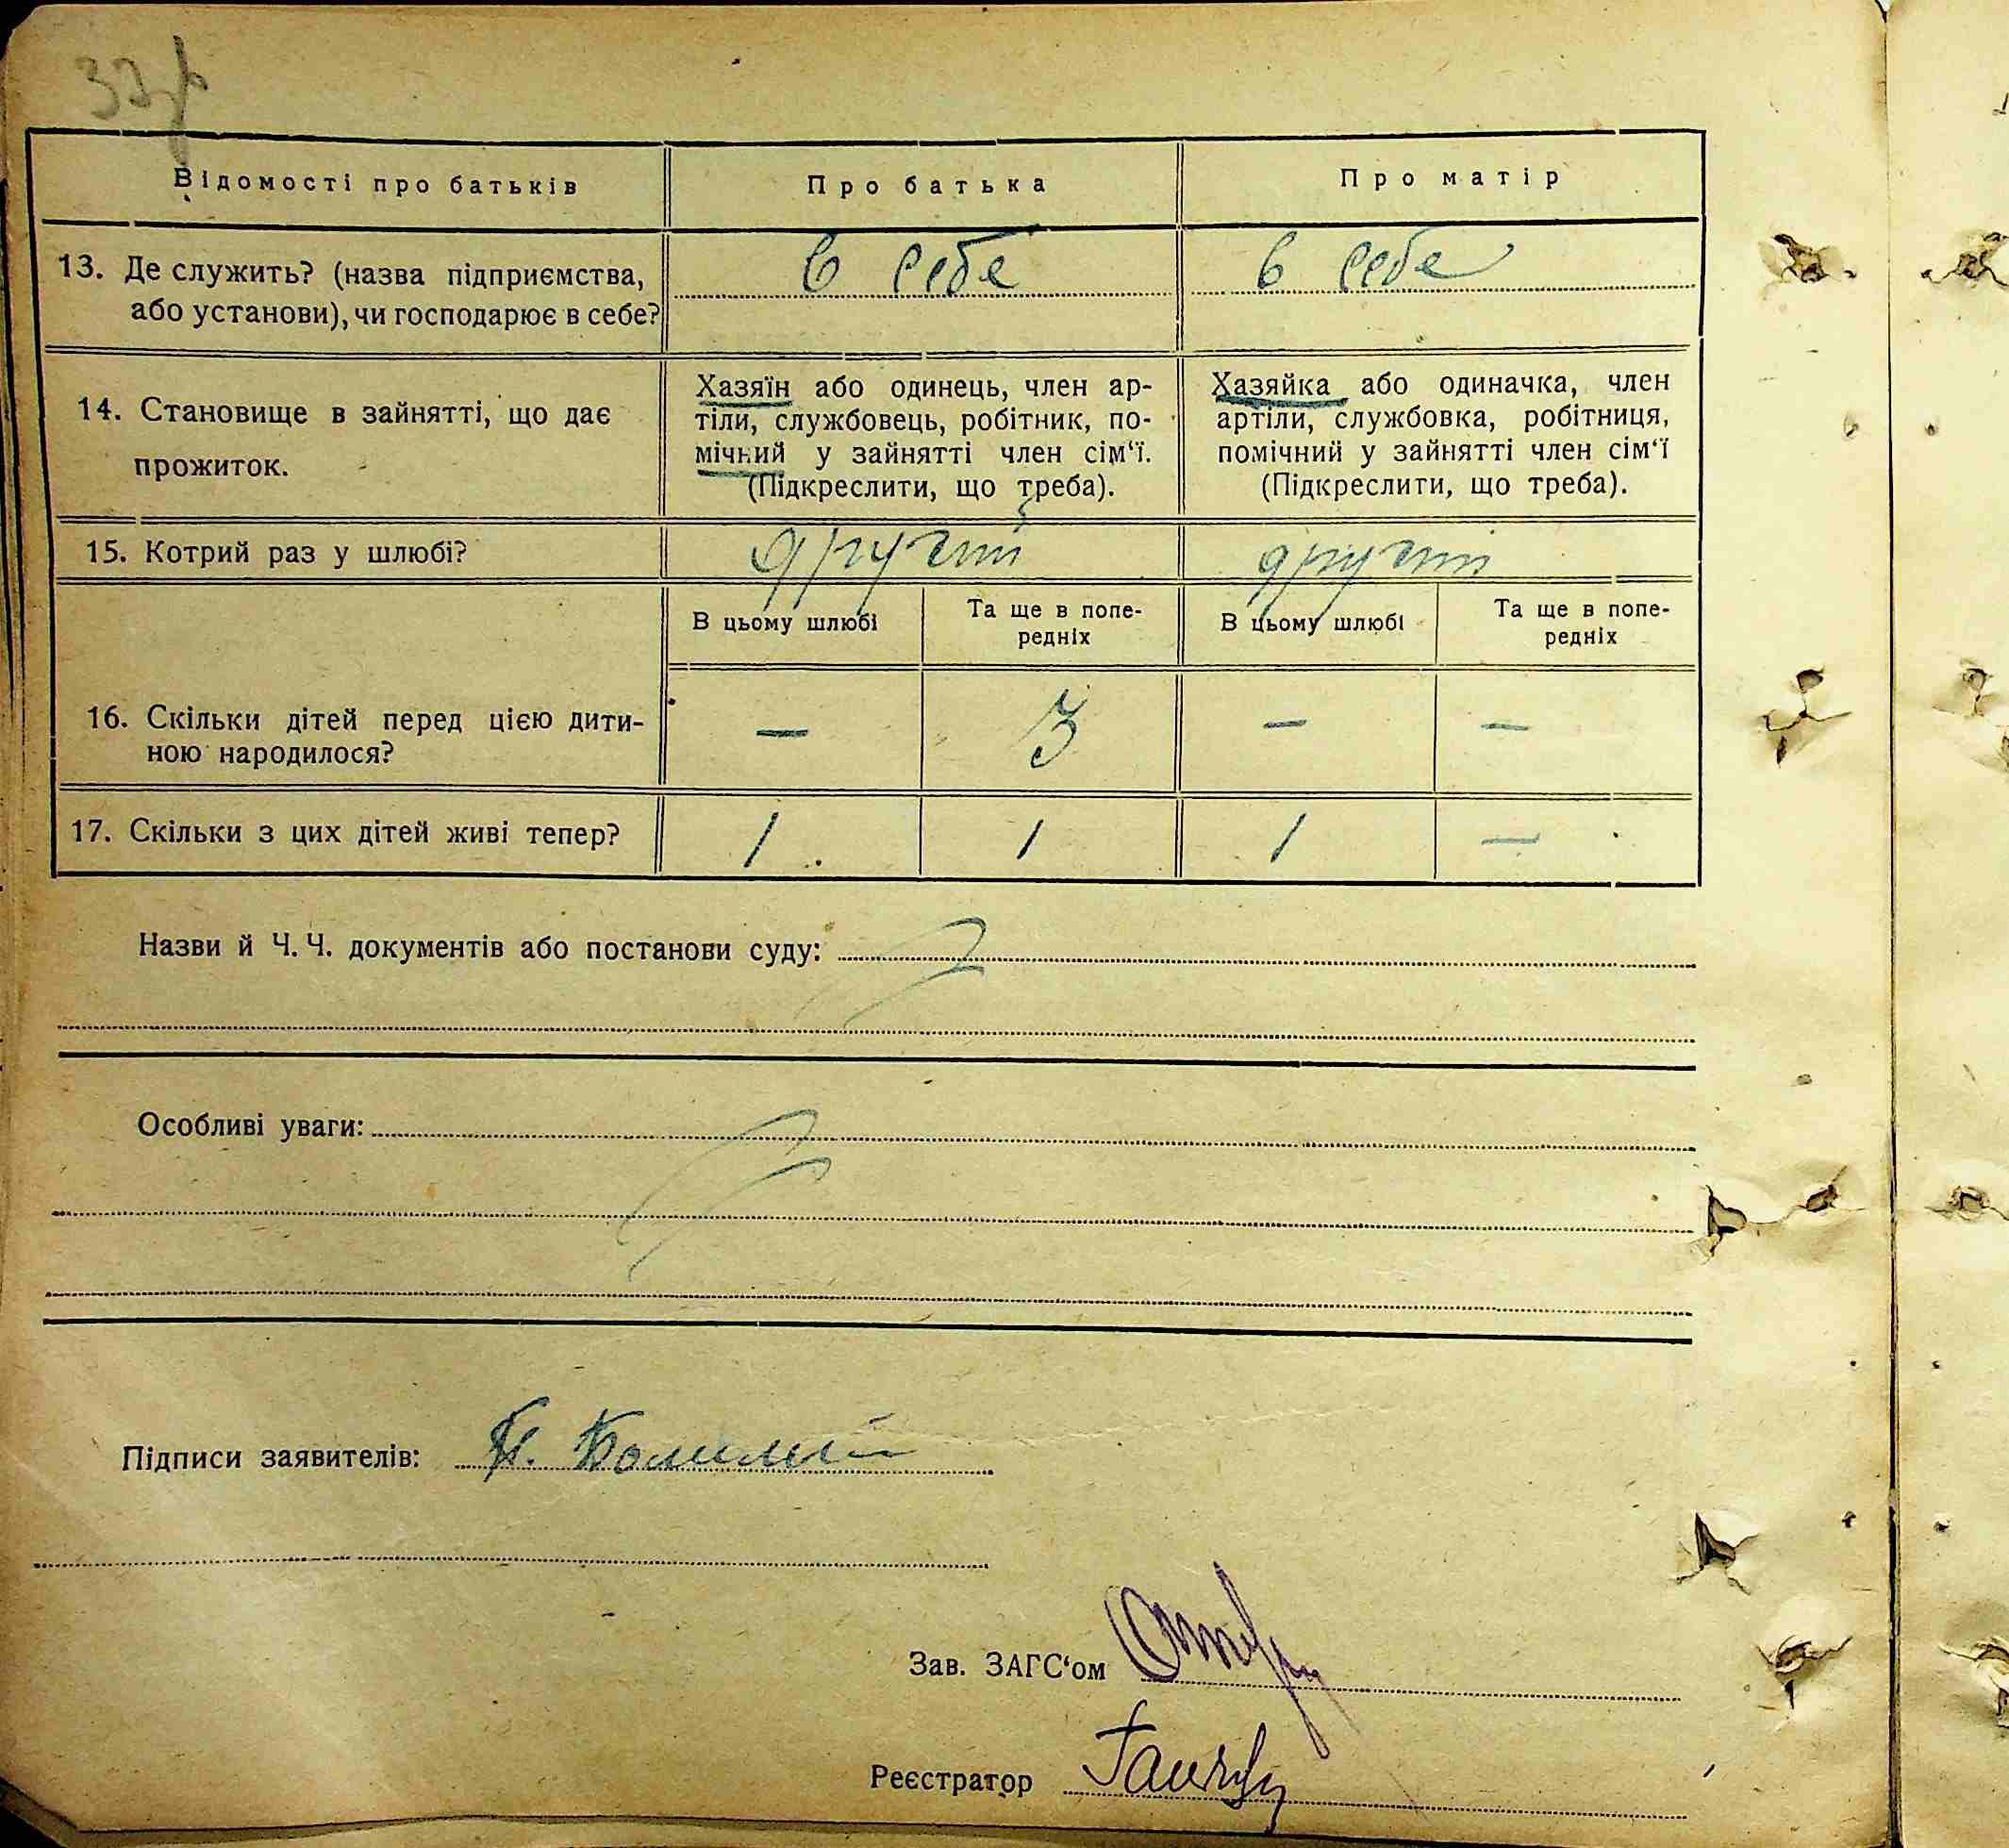 Відомості про батьків
Про батька
Про матір
13. Де служить? (назва підприємства,
або установи), чи господарює в себе?
в себе
в себе
14. Становище в зайнятті, що дає
прожиток.
Хазяїн або одинець, член ар-
тіли, службовець, робітник, по-
мічний у зайнятті член сім‘ї.
(Підкреслити, що треба).
Хазяйка або одиначка, член
артіли, службовка, робітниця,
помічний у зайнятті член сім‘ї
(Підкреслити, що треба).
15. Котрий раз у шлюбі?
другий
другий
В цьому шлюбі
Та ще в попе-
редніх
В цьому шлюбі
Та ще в попе-
редніх
16. Скільки дітей перед цією дити-
ною народилося?
— 3 — —
17. Скільки з цих дітей живі тепер?
1 1 1 —
Назви й Ч. Ч. документів або постанови суду:
Особливі уваги:
Підписи заявителів:
Зав. ЗАГС‘ом
Реєстратор